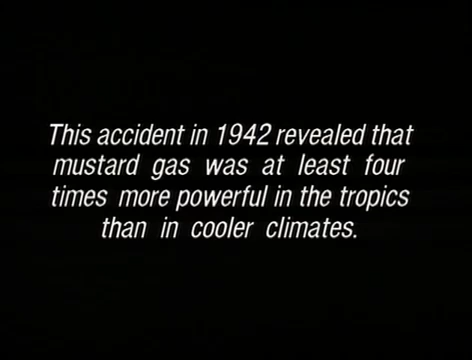 This accident in 1942 revealed that
mustard gas was at least four
times more powerful in the tropics
than in cooler climates.